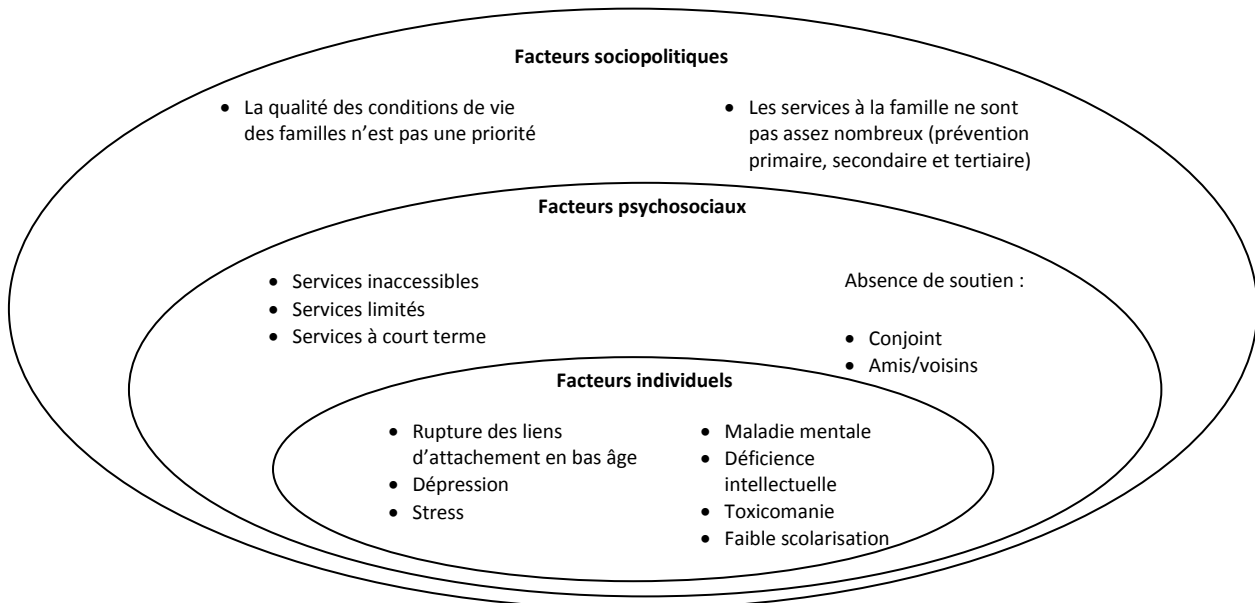 Facteurs sociopolitiques
• La qualité des conditions de vie
des familles n’est pas une priorité
• Les services à la famille ne sont
pas assez nombreux (prévention
primaire, secondaire et tertiaire)
Facteurs psychosociaux
• Services inaccessibles
• Services limités
• Services à court terme
Absence de soutien :
• Conjoint
• Amis/voisins
Facteurs individuels
• Rupture des liens
d’attachement en bas âge
• Dépression
• Stress
• Maladie mentale
• Déficience
intellectuelle
• Toxicomanie
• Faible scolarisation